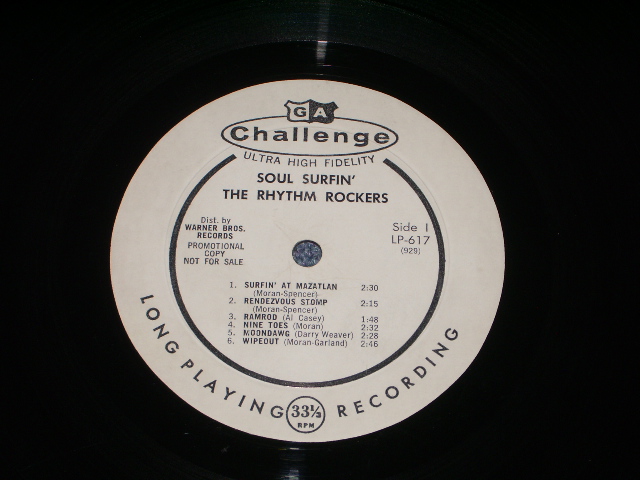 GA
Challenge
ULTRA HIGH FIDELITY
SOUL SURFIN'
THE RHYTHM ROCKERS
Dist. by
WARNER BROS.
RECORDS
PROMOTIONAL
COPY
NOT FOR SALE
Side 1
LP-617
(929)
1. SURFIN' AT MAZATLAN 2:30
(Moran-Spencer)
2. RENDEZVOUS STOMP 2:15
(Moran-Spencer)
3. RAMROD (Al Casey) 1:48
4. NINE TOES (Moran) 2:32
5. MOONDAWG (Darry Weaver) 2:28
6. WIPEOUT (Moran-Garland) 2:46
LONG PLAYING 33⅓ RPM RECORDING